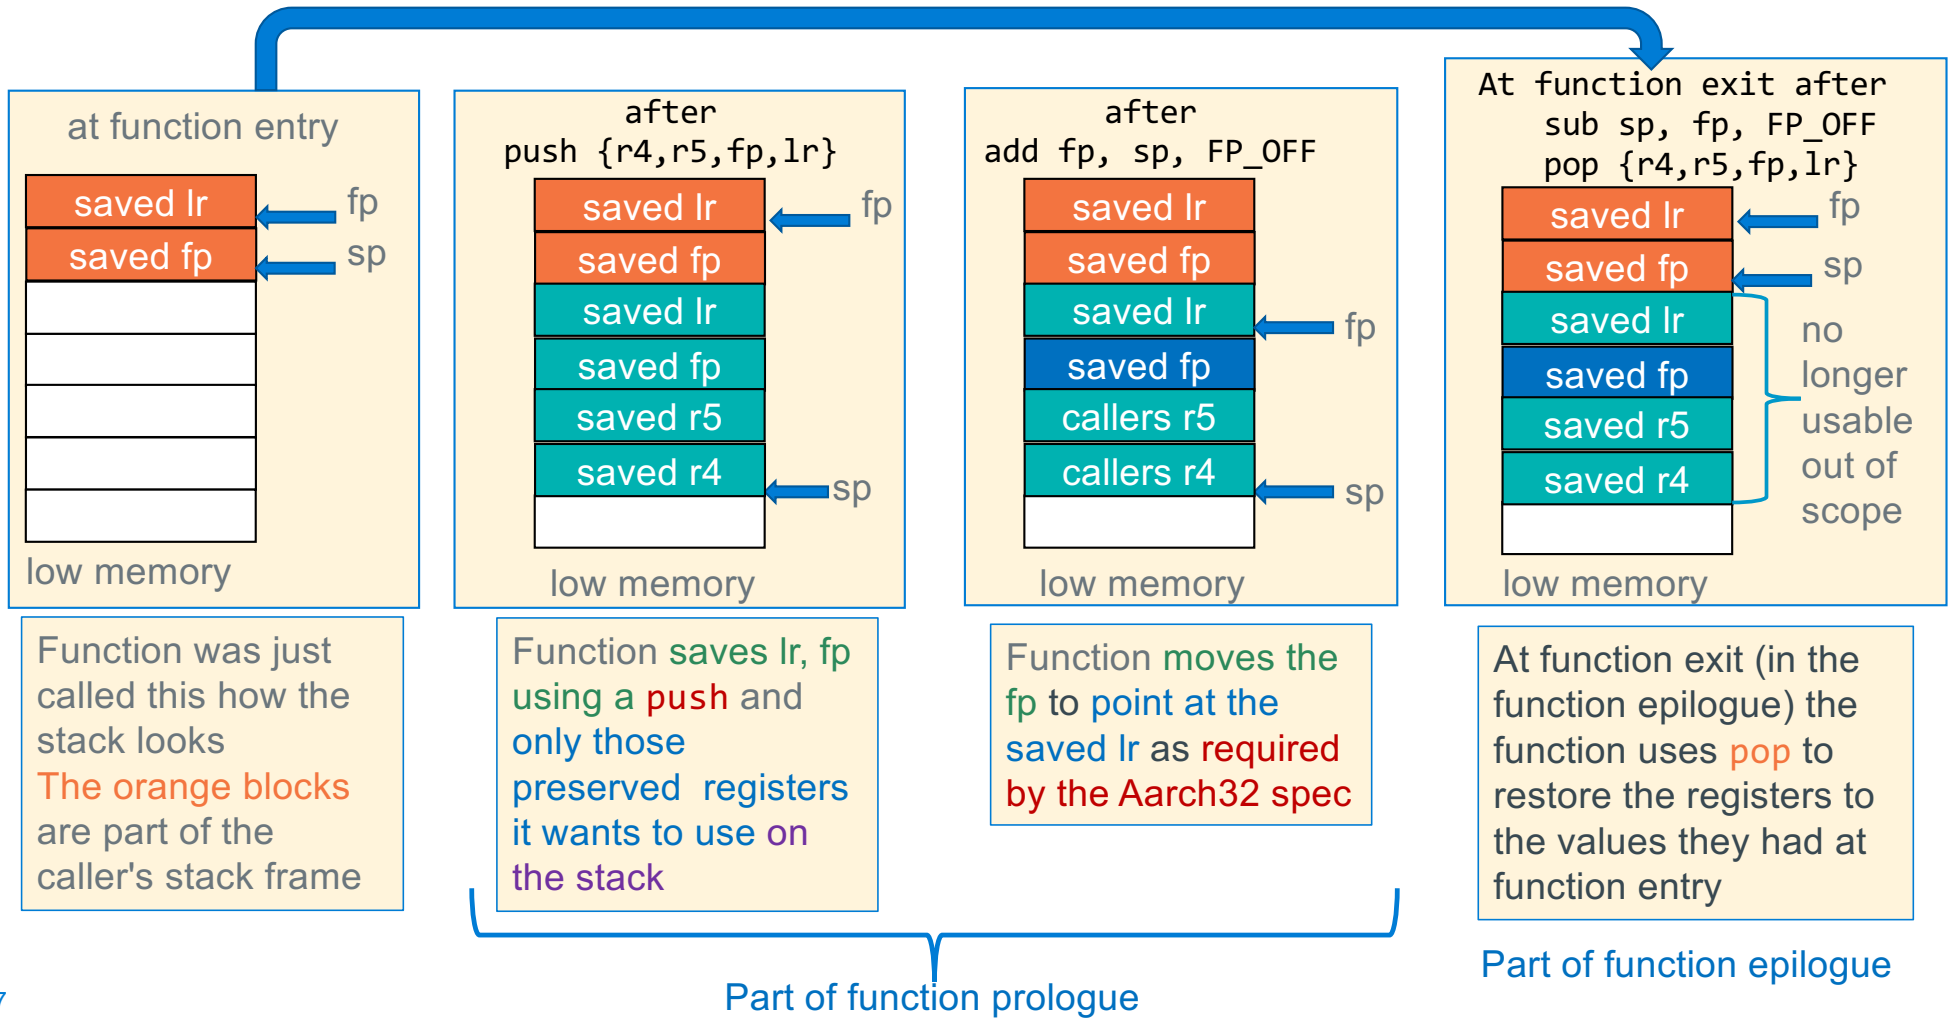 at function entry
saved lr
fp
saved fp
sp
low memory
Function was just
called this how the
stack looks
The orange blocks
are part of the
caller's stack frame
after
push {r4,r5,fp,lr}
saved lr
fp
saved fp
saved lr
saved fp
saved r5
saved r4
sp
low memory
Function saves lr, fp
using a push and
only those
preserved registers
it wants to use on
the stack
after
add fp, sp, FP_OFF
saved lr
saved fp
saved lr
fp
saved fp
callers r5
callers r4
sp
low memory
Function moves the
fp to point at the
saved lr as required
by the Aarch32 spec
Part of function prologue
At function exit after
sub sp, fp, FP_OFF
pop {r4,r5,fp,lr}
saved lr
fp
saved fp
sp
saved lr
saved fp
saved r5
saved r4
no
longer
usable
out of
scope
low memory
At function exit (in the
function epilogue) the
function uses pop to
restore the registers to
the values they had at
function entry
Part of function epilogue
7